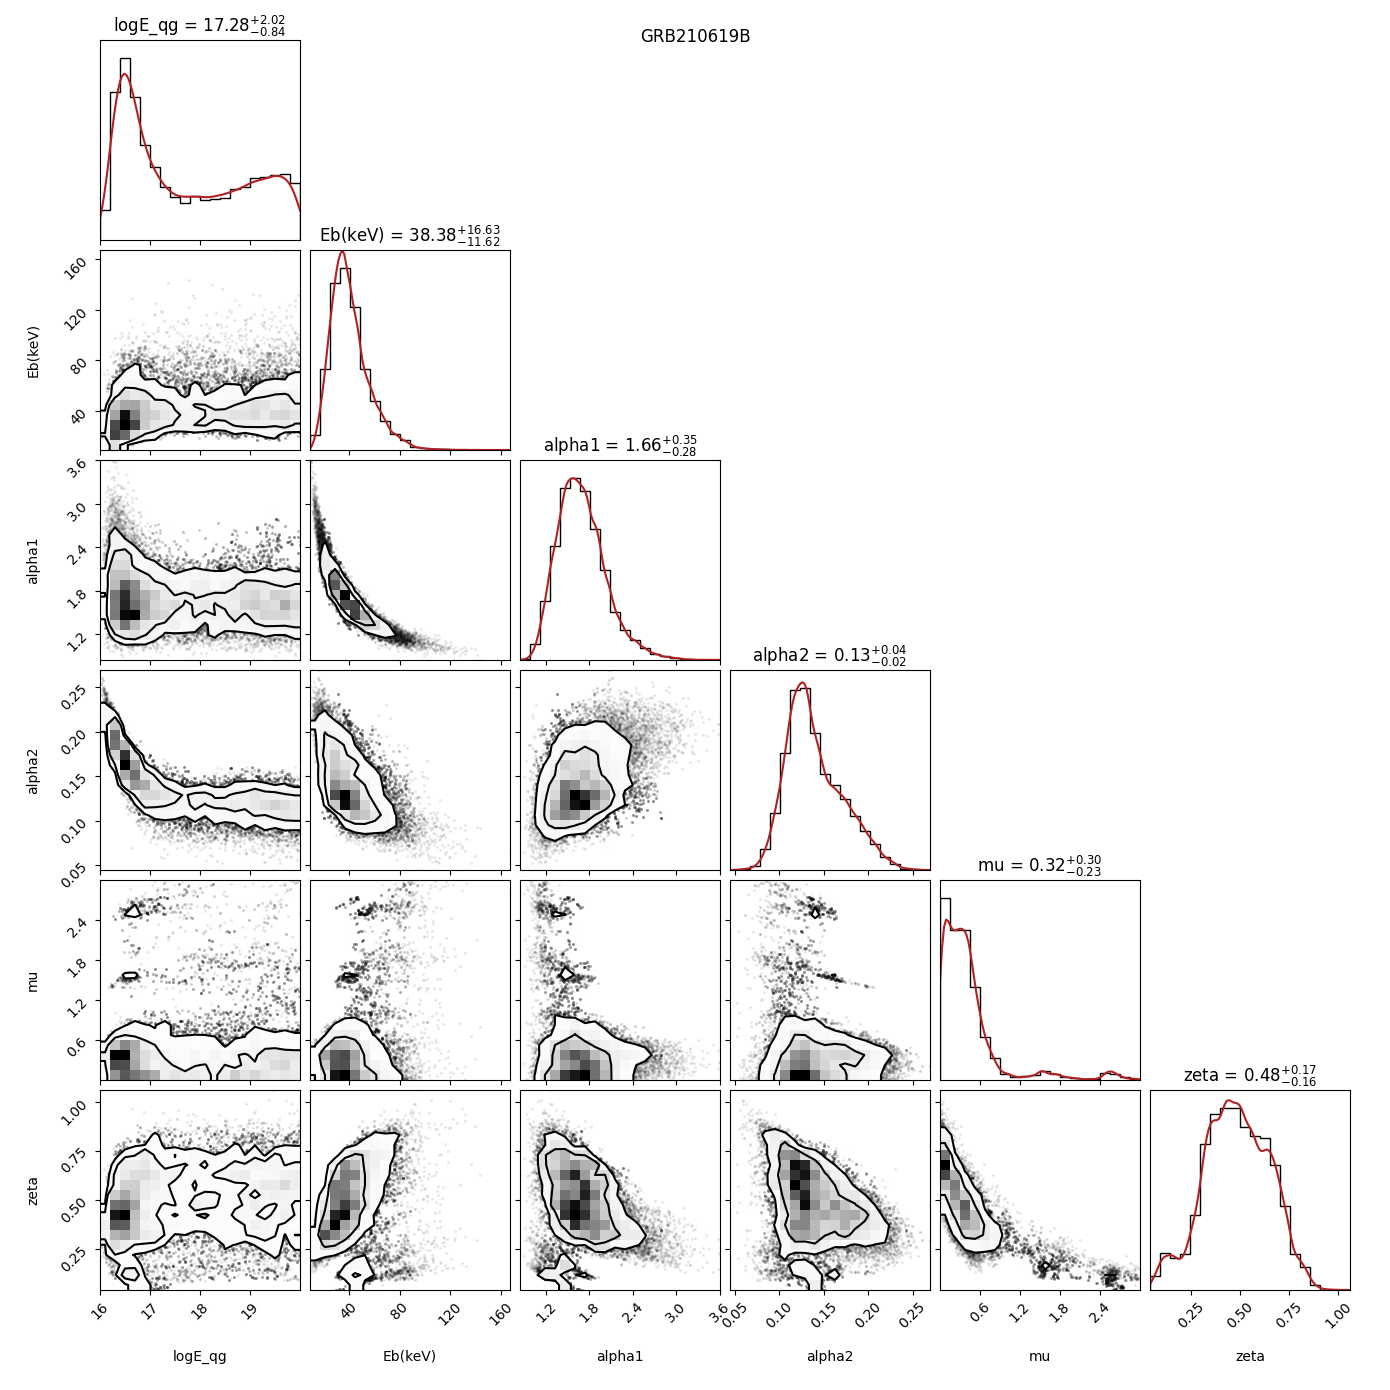 GRB210619B
logE_qg = 17.28+2.02−0.84
Eb(keV) = 38.38+16.63−11.62
160
120
80
40
Eb(keV)
alpha1 = 1.66+0.35−0.28
3.6
3.0
2.4
1.8
1.2
alpha1
alpha2 = 0.13+0.04−0.02
0.25
0.20
0.15
0.10
0.05
alpha2
mu = 0.32+0.30−0.23
2.4
1.8
1.2
0.6
mu
zeta = 0.48+0.17−0.16
1.00
0.75
0.50
0.25
zeta
16 17 18 19 40 80 120 160 1.2 1.8 2.4 3.0 3.6 0.05 0.10 0.15 0.20 0.25 0.6 1.2 1.8 2.4 0.25 0.50 0.75 1.00
logE_qg Eb(keV) alpha1 alpha2 mu zeta